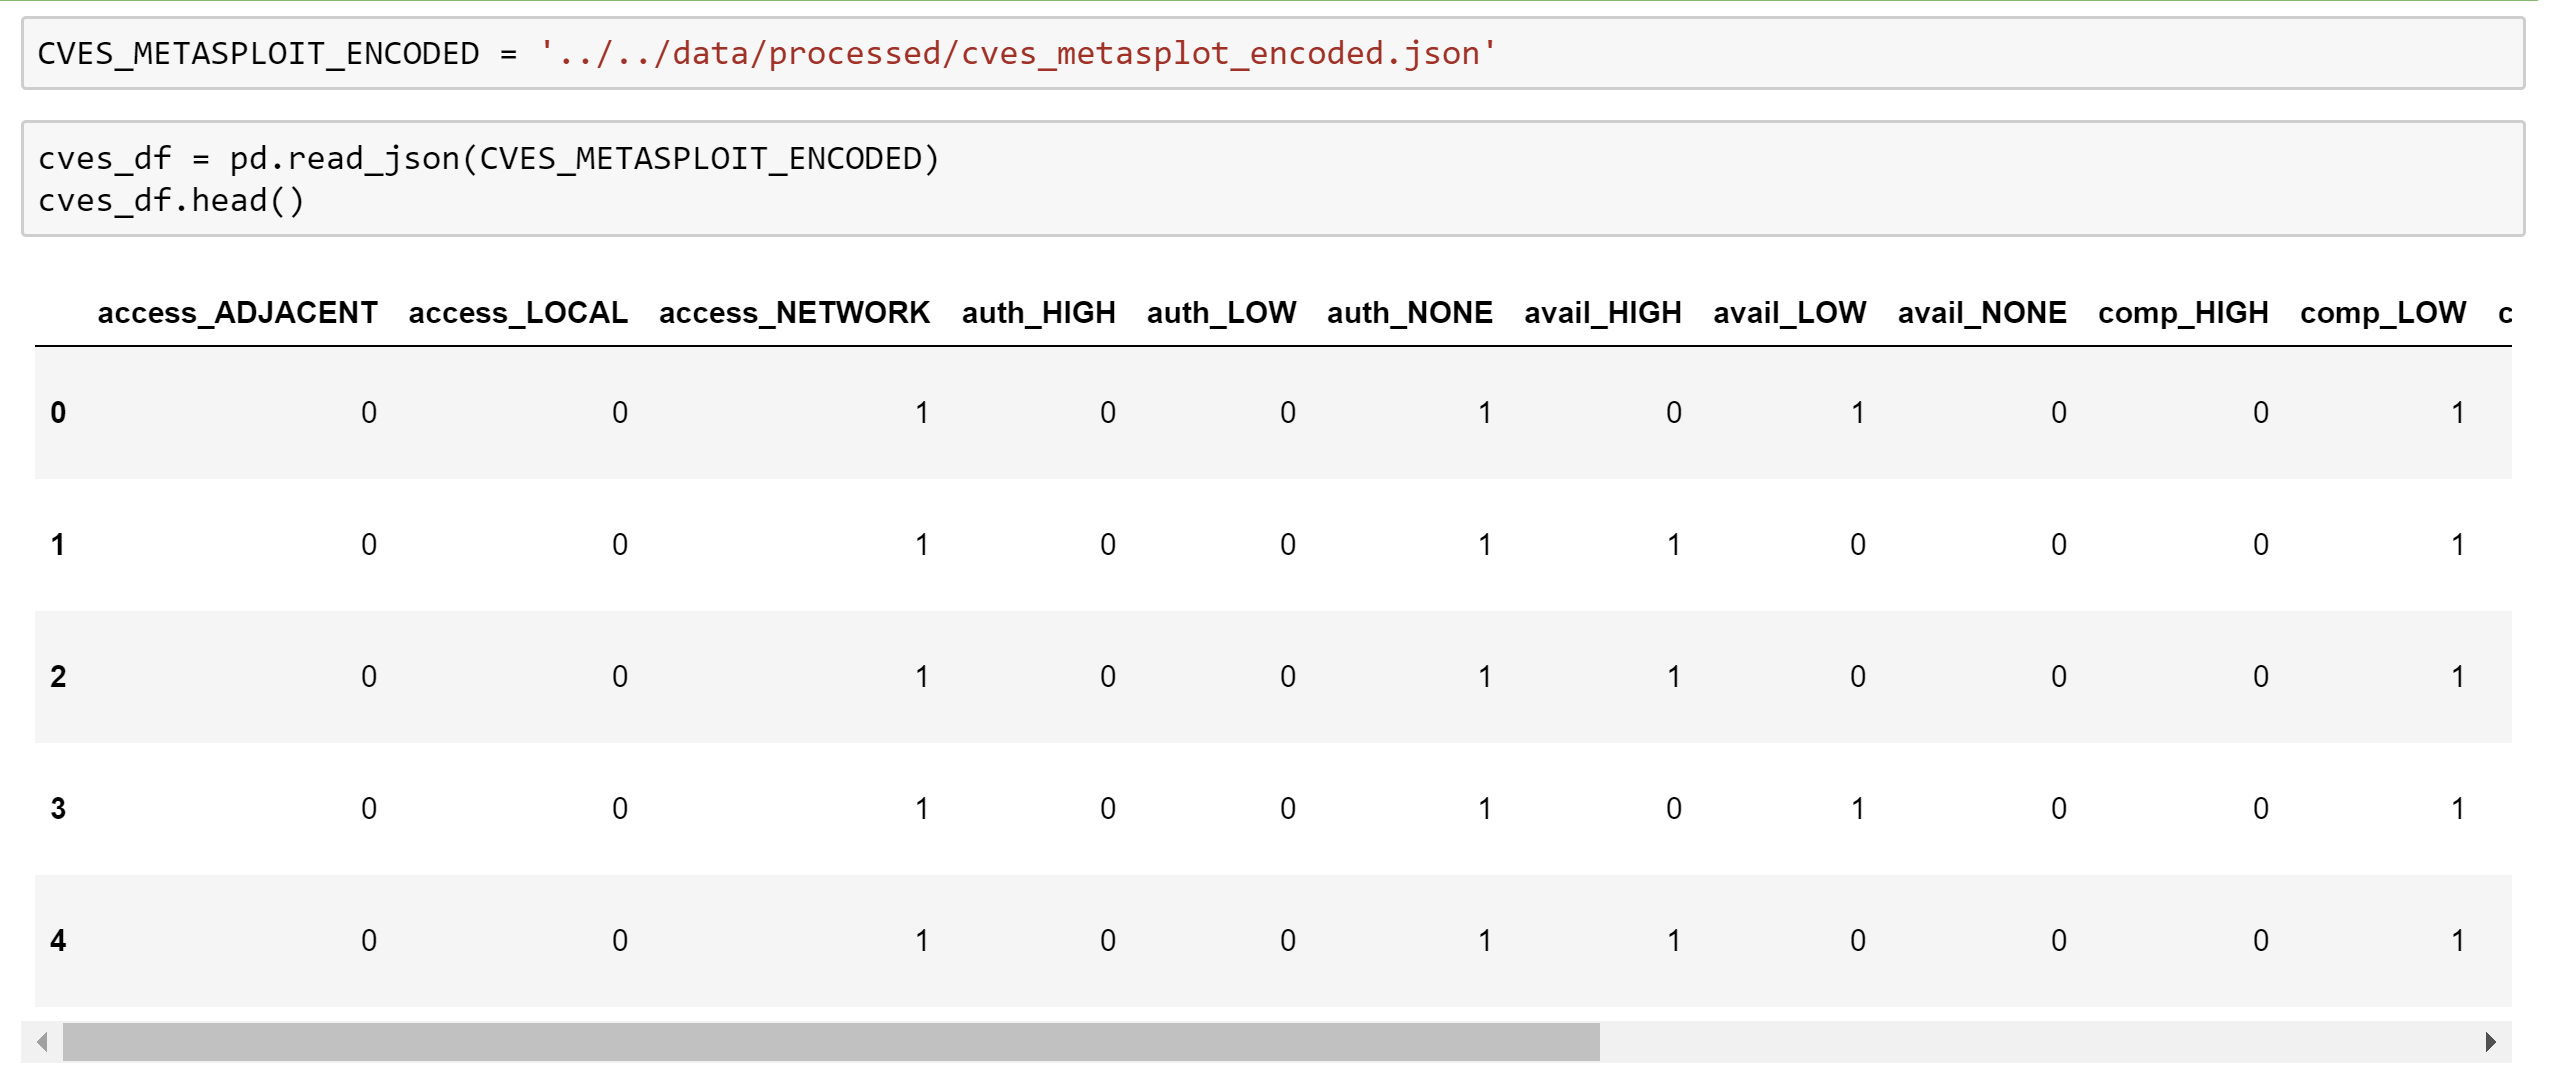 CVES_METASPLOIT_ENCODED = '../../data/processed/cves_metasplot_encoded.json'
cves_df = pd.read_json(CVES_METASPLOIT_ENCODED)
cves_df.head()
access_ADJACENT access_LOCAL access_NETWORK auth_HIGH auth_LOW auth_NONE avail_HIGH avail_LOW avail_NONE comp_HIGH comp_LOW c
0 0 0 1 0 0 1 0 1 0 0 1
1 0 0 1 0 0 1 1 0 0 0 1
2 0 0 1 0 0 1 1 0 0 0 1
3 0 0 1 0 0 1 0 1 0 0 1
4 0 0 1 0 0 1 1 0 0 0 1